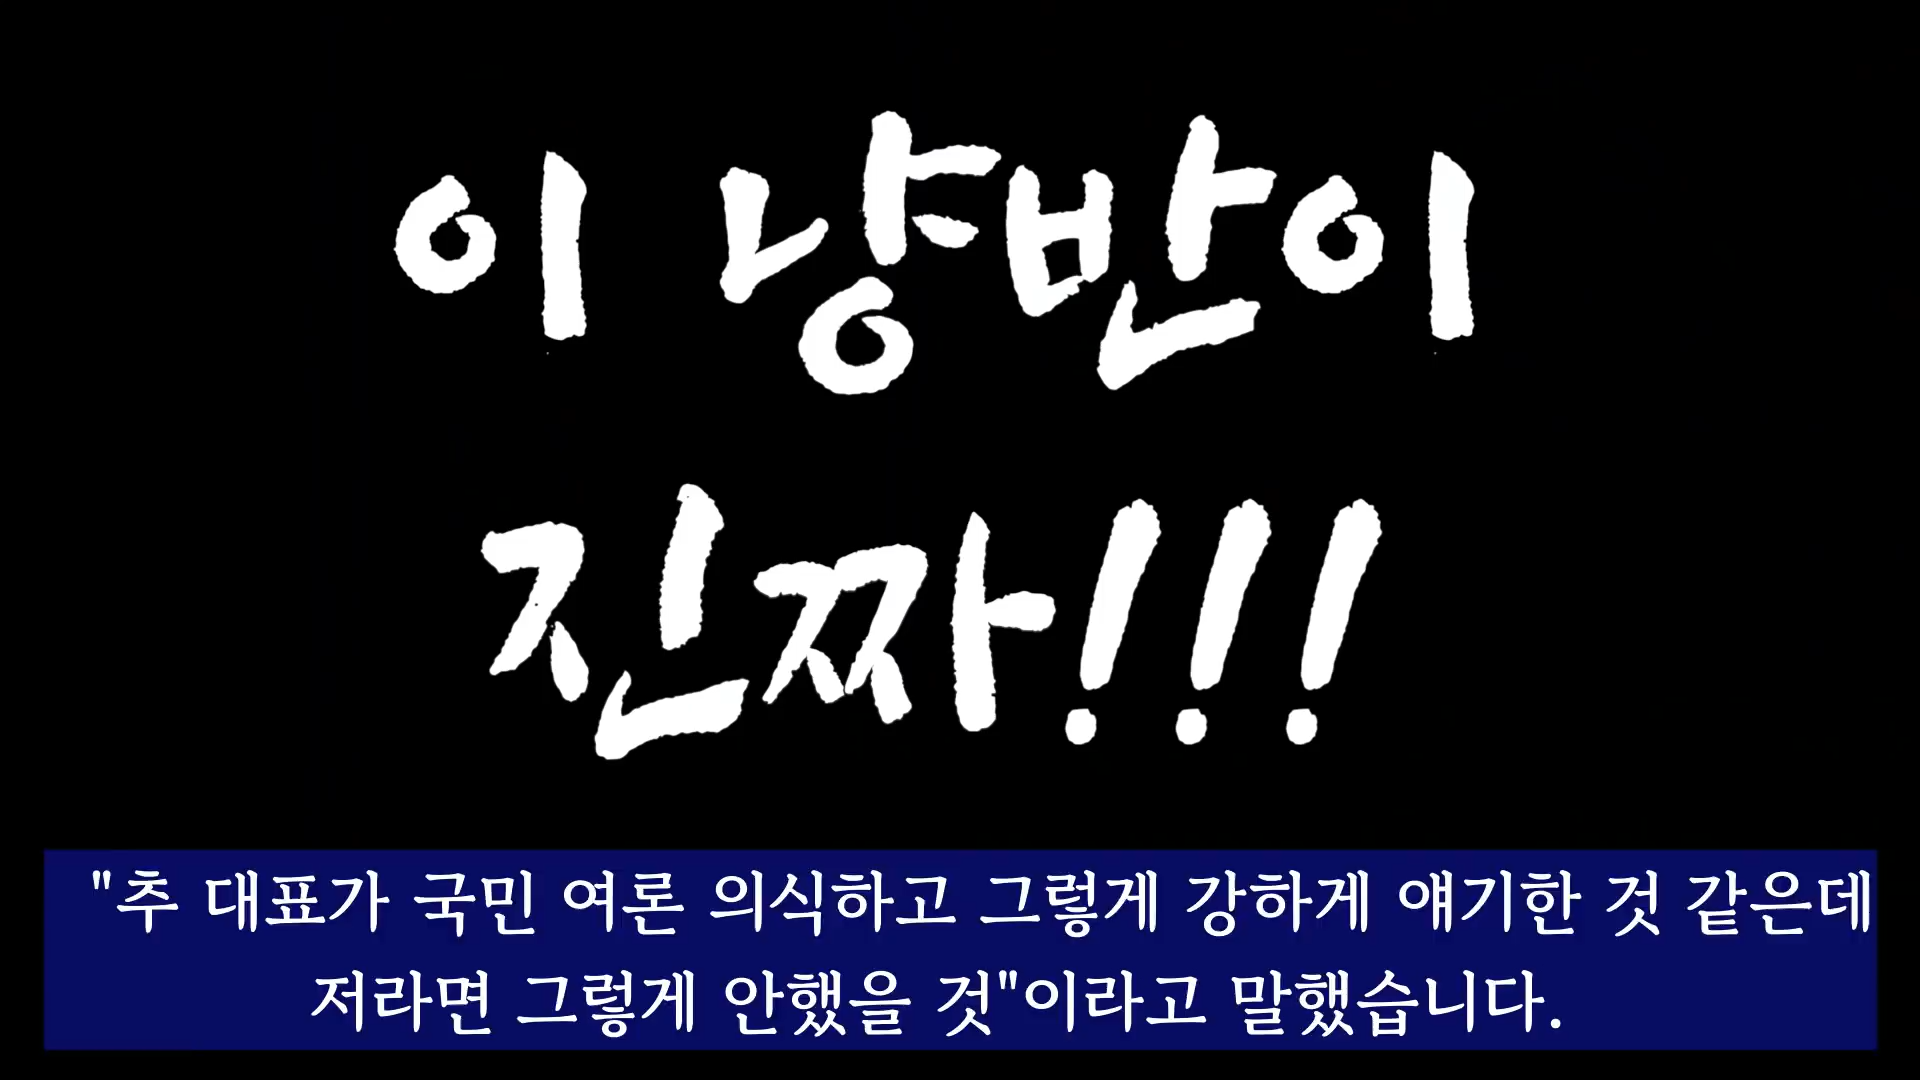 이 양반이
진짜!!!
"추 대표가 국민 여론 의식하고 그렇게 강하게 얘기한 것 같은데
저라면 그렇게 안했을 것"이라고 말했습니다.